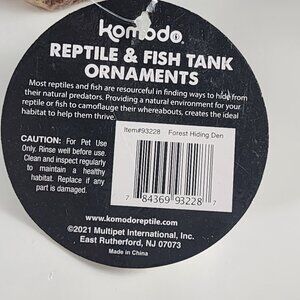 Komodo
REPTILE & FISH TANK
ORNAMENTS
Most reptiles and fish are resourceful in finding ways to hide from
their natural predators. Providing a natural environment for your
reptile or fish to camouflage their whereabouts, creates the ideal
habitat to help them thrive.
CAUTION: For Pet Use
Only. Rinse well before use.
Clean and inspect regularly
to maintain a healthy
habitat. Replace if any
part is damaged.
Item#93228 Forest Hiding Den
7 84369 93228 7
www.komodoreptile.com
©2021 Multipet International, Inc.
East Rutherford, NJ 07073
Made in China